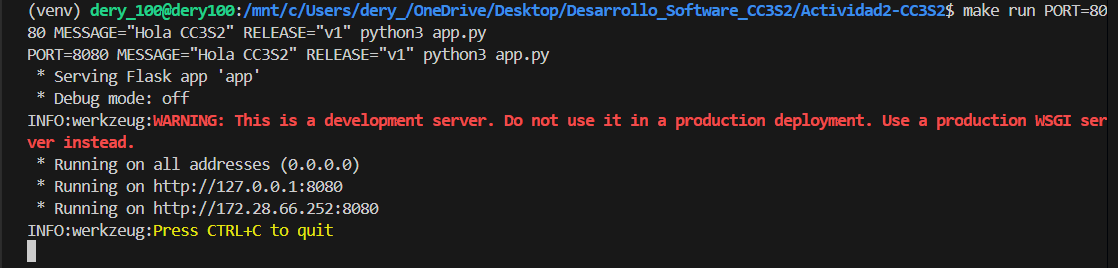 (venv) dery_100@dery100:/mnt/c/Users/dery_/OneDrive/Desktop/Desarrollo_Software_CC3S2/Actividad2-CC3S2$ make run PORT=80
80 MESSAGE="Hola CC3S2" RELEASE="v1" python3 app.py
PORT=8080 MESSAGE="Hola CC3S2" RELEASE="v1" python3 app.py
 * Serving Flask app 'app'
 * Debug mode: off
INFO:werkzeug:WARNING: This is a development server. Do not use it in a production deployment. Use a production WSGI ser
ver instead.
 * Running on all addresses (0.0.0.0)
 * Running on http://127.0.0.1:8080
 * Running on http://172.28.66.252:8080
INFO:werkzeug:Press CTRL+C to quit